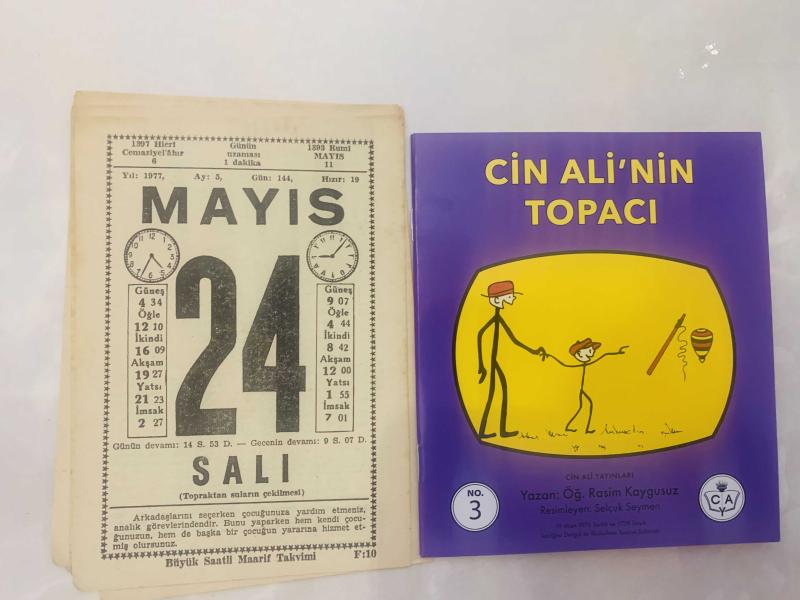 1397 Hicri
Cemaziyel'âhır
6
Günün
uzaması
1 dakika
1393 Rumî
MAYIS
11
Yıl: 1977, Ay: 5, Gün: 144, Hızır: 19
MAYIS
24
Güneş
4 34
Öğle
12 10
İkindi
16 09
Akşam
19 27
Yatsı
21 23
İmsak
2 27
Güneş
9 07
Öğle
4 44
İkindi
8 42
Akşam
12 00
Yatsı
1 55
İmsak
7 01
Günün devamı: 14 S. 53 D. — Gecenin devamı: 9 S. 07 D.
SALI
(Topraktan suların çekilmesi)
Arkadaşlarını seçerken çocuğunuza yardım etmeniz,
analık görevlerindendir. Bunu yaparken hem kendi çocu-
ğunuzun, hem de başka bir çocuğun yararına hizmet et-
miş olursunuz.
Büyük Saatli Maarif Takvimi F:10
CİN ALİ'NİN
TOPACI
CİN ALİ YAYINLARI
Yazan: Öğ. Rasim Kaygusuz
Resimleyen: Selçuk Seymen
NO.
3
C A
Y